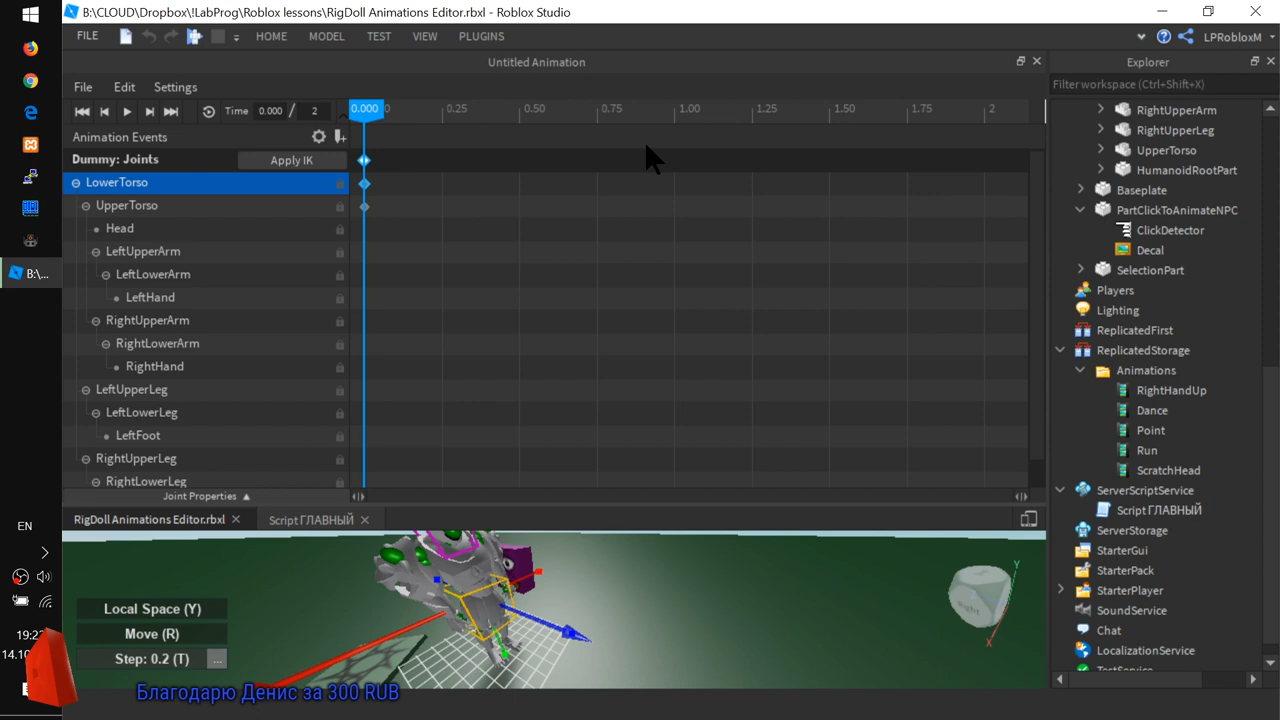 B:\CLOUD\Dropbox\!LabProg\Roblox lessons\RigDoll Animations Editor.rbxl - Roblox Studio
FILE HOME MODEL TEST VIEW PLUGINS LPRobloxM
Untitled Animation
Explorer
File Edit Settings
Filter workspace (Ctrl+Shift+X)
Time 0.000 / 2
0.000 0 0.25 0.50 0.75 1.00 1.25 1.50 1.75 2
Animation Events
Dummy: Joints Apply IK
LowerTorso
UpperTorso
Head
LeftUpperArm
LeftLowerArm
LeftHand
RightUpperArm
RightLowerArm
RightHand
LeftUpperLeg
LeftLowerLeg
LeftFoot
RightUpperLeg
RightLowerLeg
Joint Properties
RightUpperArm
RightUpperLeg
UpperTorso
HumanoidRootPart
Baseplate
PartClickToAnimateNPC
ClickDetector
Decal
SelectionPart
Players
Lighting
ReplicatedFirst
ReplicatedStorage
Animations
RightHandUp
Dance
Point
Run
ScratchHead
ServerScriptService
Script ГЛАВНЫЙ
ServerStorage
StarterGui
StarterPack
StarterPlayer
SoundService
Chat
LocalizationService
TestService
RigDoll Animations Editor.rbxl Script ГЛАВНЫЙ
Local Space (Y)
Move (R)
Step: 0.2 (T) ...
Right
Y
X
B:\...
EN
Благодарю Денис за 300 RUB